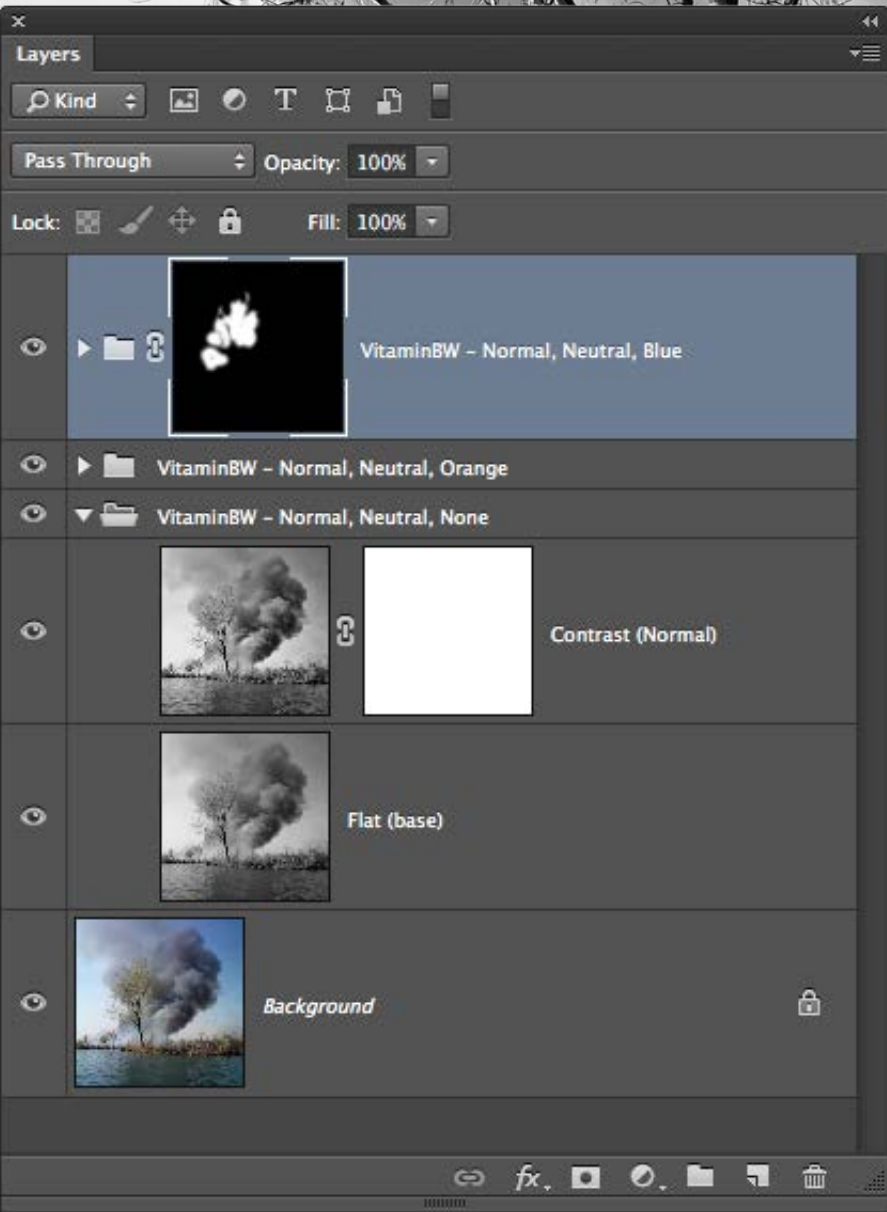 Layers
Kind
Pass Through Opacity: 100%
Lock: Fill: 100%
VitaminBW – Normal, Neutral, Blue
VitaminBW – Normal, Neutral, Orange
VitaminBW – Normal, Neutral, None
Contrast (Normal)
Flat (base)
Background
fx.